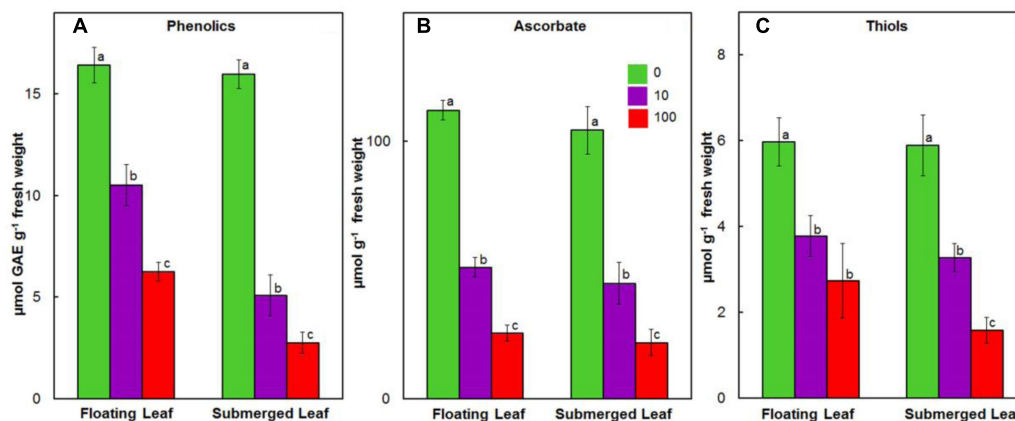 A
Phenolics
µmol GAE g⁻¹ fresh weight
15
10
5
0
a
b
c
a
b
c
Floating Leaf
Submerged Leaf
B
Ascorbate
0
10
100
µmol g⁻¹ fresh weight
100
0
a
b
c
a
b
c
Floating Leaf
Submerged Leaf
C
Thiols
µmol g⁻¹ fresh weight
8
6
4
2
0
a
b
b
a
b
c
Floating Leaf
Submerged Leaf